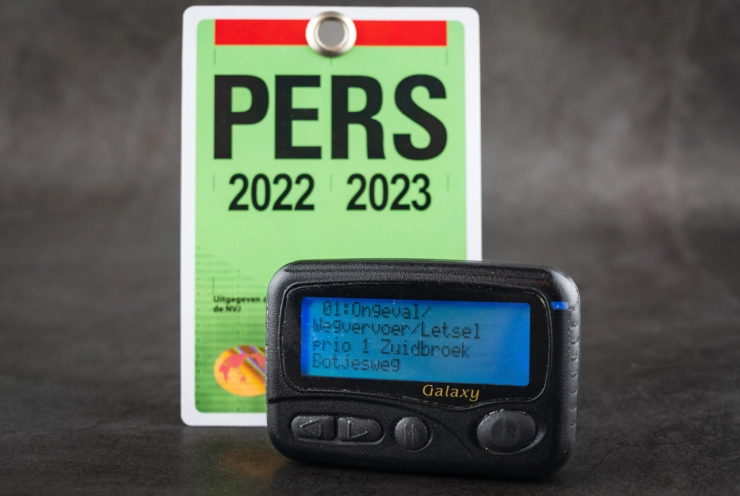 PERS
2022 2023
Uitgegeven
de NVJ
01:Ongeval/
Wegvervoer/Letsel
Prio 1 Zuidbroek
Botjesweg
Galaxy